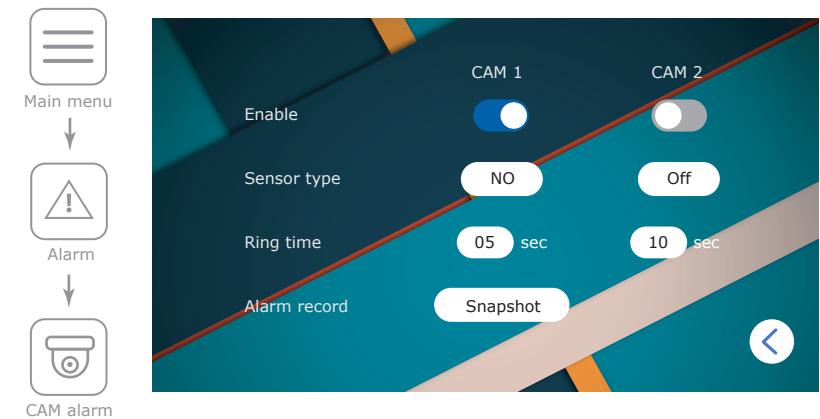 Main menu
Alarm
CAM alarm
CAM 1 CAM 2
Enable
Sensor type NO Off
Ring time 05 sec 10 sec
Alarm record Snapshot